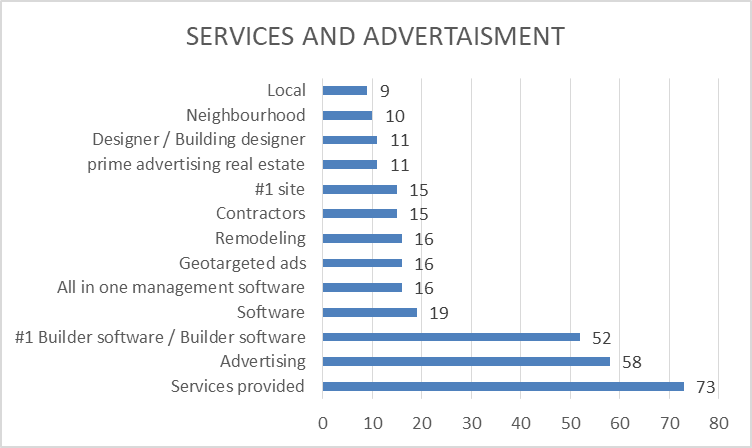 SERVICES AND ADVERTAISMENT
Local 9
Neighbourhood 10
Designer / Building designer 11
prime advertising real estate 11
#1 site 15
Contractors 15
Remodeling 16
Geotargeted ads 16
All in one management software 16
Software 19
#1 Builder software / Builder software 52
Advertising 58
Services provided 73
0 10 20 30 40 50 60 70 80